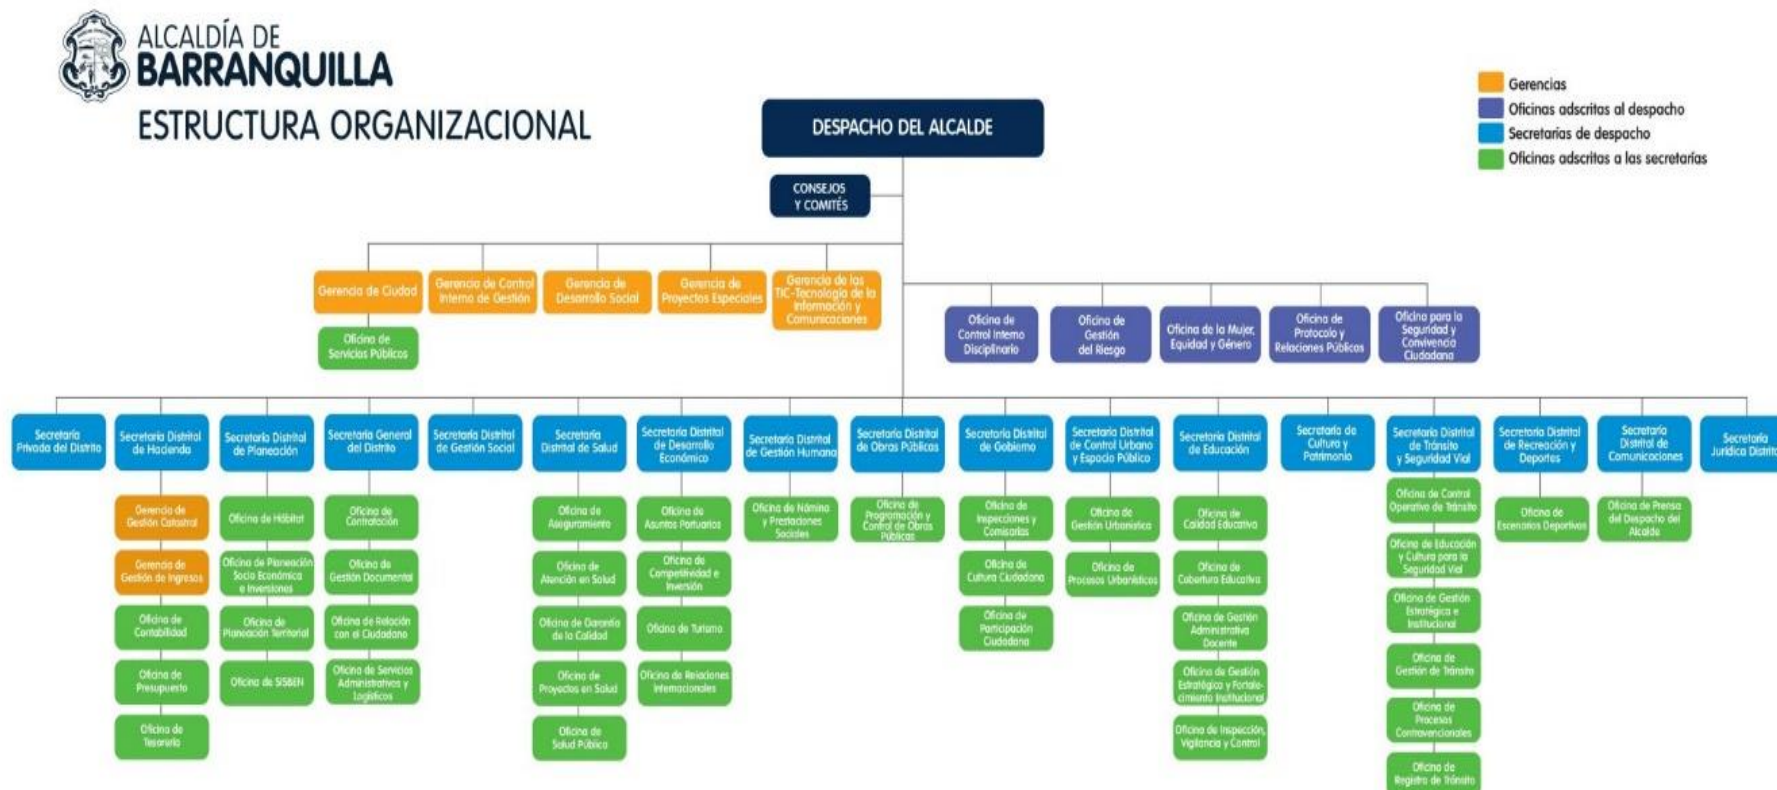 ALCALDÍA DE
BARRANQUILLA
ESTRUCTURA ORGANIZACIONAL
Gerencias
Oficinas adscritas al despacho
Secretarías de despacho
Oficinas adscritas a las secretarías
DESPACHO DEL ALCALDE
CONSEJOS
Y COMITÉS
Gerencia de Ciudad
Gerencia de Control
Interno de Gestión
Gerencia de
Desarrollo Social
Gerencia de
Proyectos Especiales
Gerencia de las
TIC-Tecnología de la
Información y
Comunicaciones
Oficina de
Servicios Públicos
Oficina de
Control Interno
Disciplinario
Oficina de
Gestión
del Riesgo
Oficina de la Mujer,
Equidad y Género
Oficina de
Protocolo y
Relaciones Públicas
Oficina para la
Seguridad y
Convivencia
Ciudadana
Secretaría
Privada del Distrito
Secretaría Distrital
de Hacienda
Secretaría Distrital
de Planeación
Secretaría General
del Distrito
Secretaría Distrital
de Gestión Social
Secretaría
Distrital de Salud
Secretaría Distrital
de Desarrollo
Económico
Secretaría Distrital
de Gestión Humana
Secretaría Distrital
de Obras Públicas
Secretaría Distrital
de Gobierno
Secretaría Distrital
de Control Urbano
y Espacio Público
Secretaría Distrital
de Educación
Secretaría de
Cultura y
Patrimonio
Secretaría Distrital
de Tránsito
y Seguridad Vial
Secretaría Distrital
de Recreación y
Deportes
Secretaría
Distrital de
Comunicaciones
Secretaría
Jurídica Distrital
Gerencia de
Gestión Catastral
Gerencia de
Gestión de Ingresos
Oficina de
Contabilidad
Oficina de
Presupuesto
Oficina de
Tesorería
Oficina de Hábitat
Oficina de Planeación
Socio Económica
e Inversiones
Oficina de
Planeación Territorial
Oficina de SISBEN
Oficina de
Contratación
Oficina de
Gestión Documental
Oficina de Relación
con el Ciudadano
Oficina de Servicios
Administrativos y
Logísticos
Oficina de
Aseguramiento
Oficina de
Atención en Salud
Oficina de Garantía
de la Calidad
Oficina de
Proyectos en Salud
Oficina de
Salud Pública
Oficina de
Asuntos Portuarios
Oficina de
Competitividad e
Inversión
Oficina de Turismo
Oficina de Relaciones
Internacionales
Oficina de Nómina
y Prestaciones
Sociales
Oficina de
Programación y
Control de Obras
Públicas
Oficina de
Inspecciones y
Comisarías
Oficina de
Cultura Ciudadana
Oficina de
Participación
Ciudadana
Oficina de
Gestión Urbanística
Oficina de
Procesos Urbanísticos
Oficina de
Calidad Educativa
Oficina de
Cobertura Educativa
Oficina de Gestión
Administrativa
Docente
Oficina de Gestión
Estratégica y Fortale-
cimiento Institucional
Oficina de Inspección,
Vigilancia y Control
Oficina de Control
Operativo de Tránsito
Oficina de Educación
y Cultura para la
Seguridad Vial
Oficina de Gestión
Estratégica e
Institucional
Oficina de
Gestión de Tránsito
Oficina de
Procesos
Contravencionales
Oficina de
Registro de Tránsito
Oficina de
Escenarios Deportivos
Oficina de Prensa
del Despacho del
Alcalde